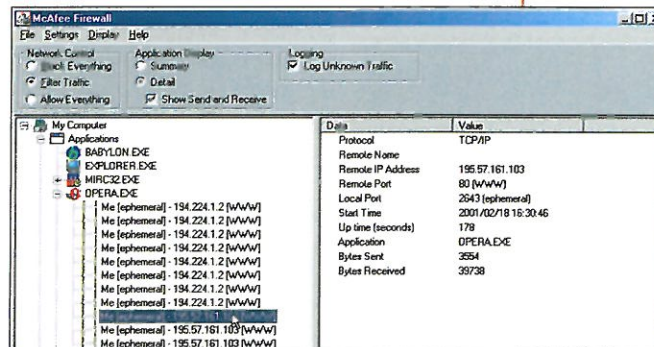 McAfee Firewall
File Settings Display Help
Network Control
Block Everything
Filter Traffic
Allow Everything
Application Display
Summary
Detail
Show Send and Receive
Logging
Log Unknown Traffic
My Computer
Applications
BABYLON.EXE
EXPLORER.EXE
MIRC32.EXE
OPERA.EXE
Me [ephemeral] - 194.224.1.2 [WWW]
Me [ephemeral] - 194.224.1.2 [WWW]
Me [ephemeral] - 194.224.1.2 [WWW]
Me [ephemeral] - 194.224.1.2 [WWW]
Me [ephemeral] - 194.224.1.2 [WWW]
Me [ephemeral] - 194.224.1.2 [WWW]
Me [ephemeral] - 194.224.1.2 [WWW]
Me [ephemeral] - 194.224.1.2 [WWW]
Me [ephemeral] - 195.57.161.103 [WWW]
Me [ephemeral] - 195.57.161.103 [WWW]
Data Value
Protocol TCP/IP
Remote Name
Remote IP Address 195.57.161.103
Remote Port 80 [WWW]
Local Port 2643 (ephemeral)
Start Time 2001/02/18 16:30:46
Up time (seconds) 178
Application OPERA.EXE
Bytes Sent 3554
Bytes Received 39738